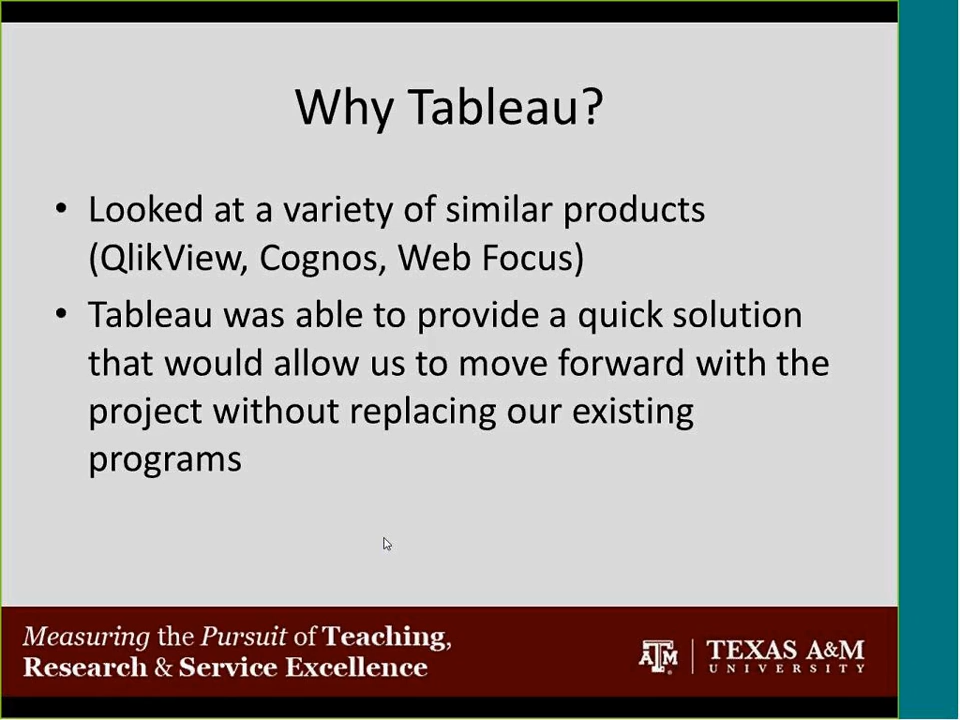 Why Tableau?
• Looked at a variety of similar products
(QlikView, Cognos, Web Focus)
• Tableau was able to provide a quick solution
that would allow us to move forward with the
project without replacing our existing
programs
Measuring the Pursuit of Teaching,
Research & Service Excellence
ATM
TEXAS A&M
UNIVERSITY